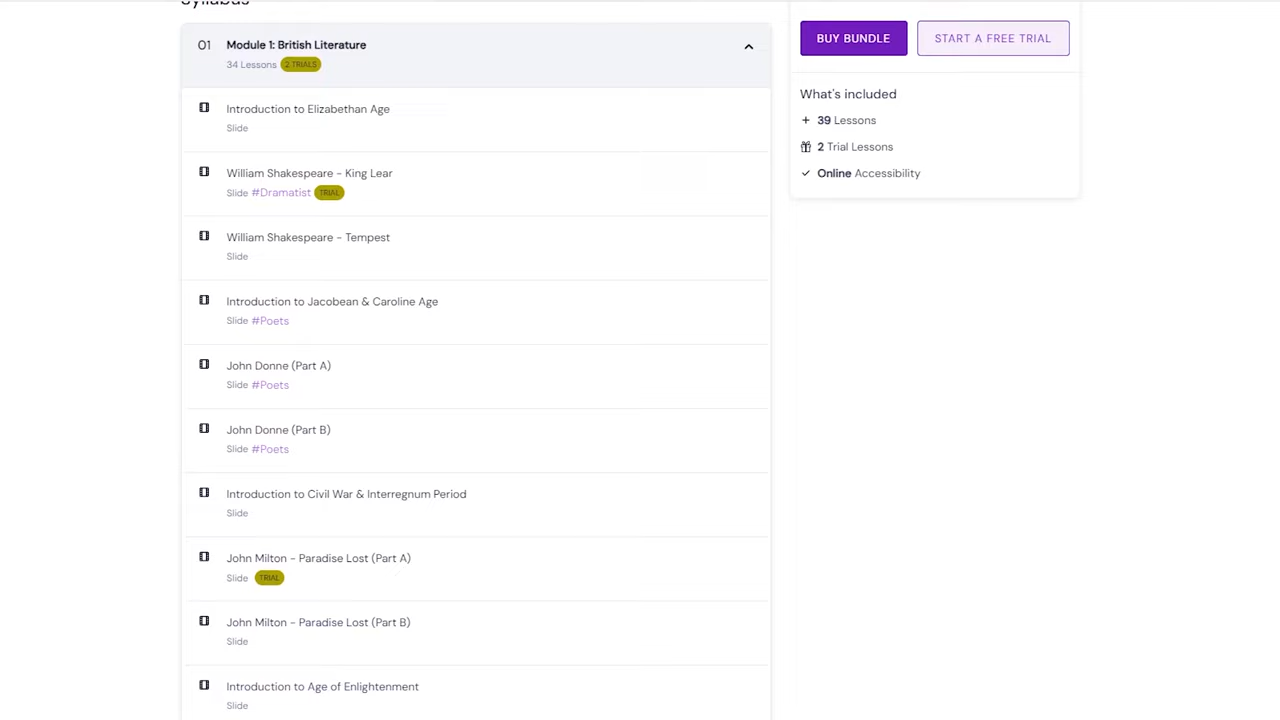 Syllabus
01 Module 1: British Literature
34 Lessons 2 TRIALS
Introduction to Elizabethan Age
Slide
William Shakespeare - King Lear
Slide #Dramatist TRIAL
William Shakespeare - Tempest
Slide
Introduction to Jacobean & Caroline Age
Slide #Poets
John Donne (Part A)
Slide #Poets
John Donne (Part B)
Slide #Poets
Introduction to Civil War & Interregnum Period
Slide
John Milton - Paradise Lost (Part A)
Slide TRIAL
John Milton - Paradise Lost (Part B)
Slide
Introduction to Age of Enlightenment
Slide
BUY BUNDLE
START A FREE TRIAL
What's included
39 Lessons
2 Trial Lessons
Online Accessibility